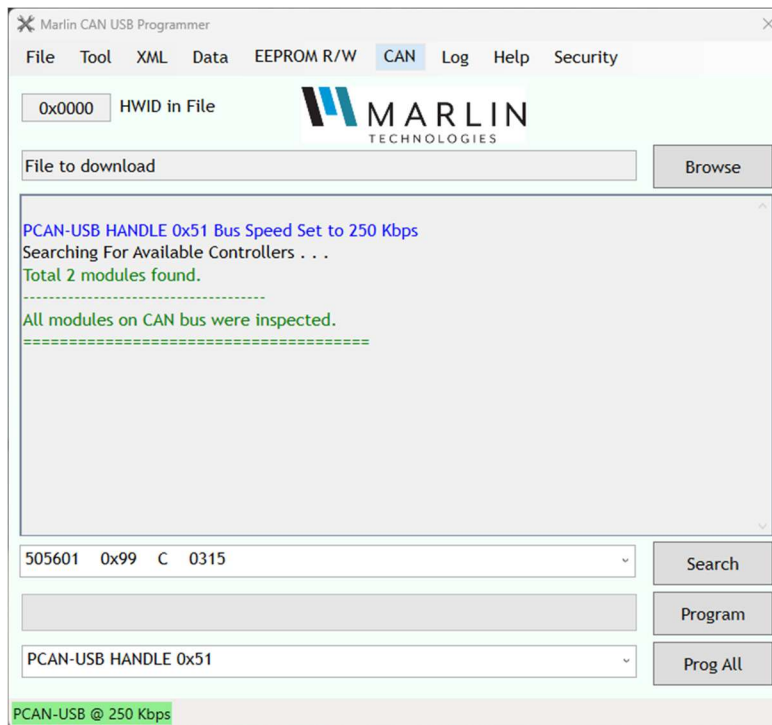 Marlin CAN USB Programmer
File Tool XML Data EEPROM R/W CAN Log Help Security
0x0000 HWID in File
MARLIN
TECHNOLOGIES
File to download Browse
PCAN-USB HANDLE 0x51 Bus Speed Set to 250 Kbps
Searching For Available Controllers . . .
Total 2 modules found.
--------------------------------------
All modules on CAN bus were inspected.
======================================
505601 0x99 C 0315 Search
Program
PCAN-USB HANDLE 0x51 Prog All
PCAN-USB @ 250 Kbps